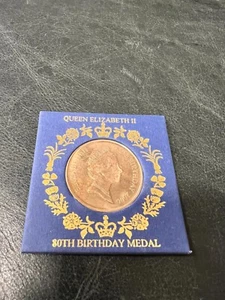 QUEEN ELIZABETH II
80TH BIRTHDAY MEDAL